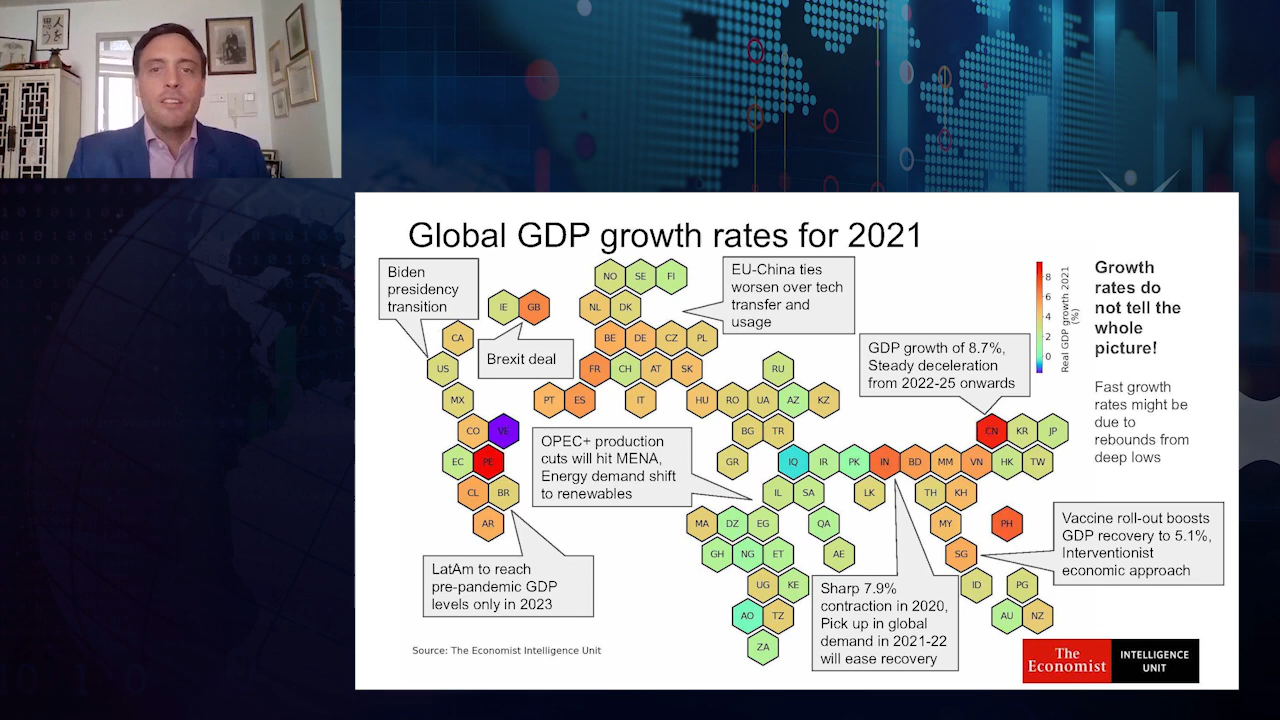 人を
思う
Global GDP growth rates for 2021
Biden
presidency
transition
EU-China ties
worsen over tech
transfer and
usage
Brexit deal
GDP growth of 8.7%,
Steady deceleration
from 2022-25 onwards
OPEC+ production
cuts will hit MENA,
Energy demand shift
to renewables
LatAm to reach
pre-pandemic GDP
levels only in 2023
Sharp 7.9%
contraction in 2020,
Pick up in global
demand in 2021-22
will ease recovery
Vaccine roll-out boosts
GDP recovery to 5.1%,
Interventionist
economic approach
Growth
rates do
not tell the
whole
picture!
Fast growth
rates might be
due to
rebounds from
deep lows
8
6
4
2
0
Real GDP growth 2021
(%)
NO SE FI
IE GB NL DK
CA BE DE CZ PL
US FR CH AT SK RU
MX PT ES IT HU RO UA AZ KZ
CO VE BG TR CN KR JP
EC PE GR IQ IR PK IN BD MM VN HK TW
CL BR IL SA LK TH KH
AR MA DZ EG QA MY PH
GH NG ET AE SG
UG KE ID PG
AO TZ AU NZ
ZA
Source: The Economist Intelligence Unit
The
Economist
INTELLIGENCE
UNIT